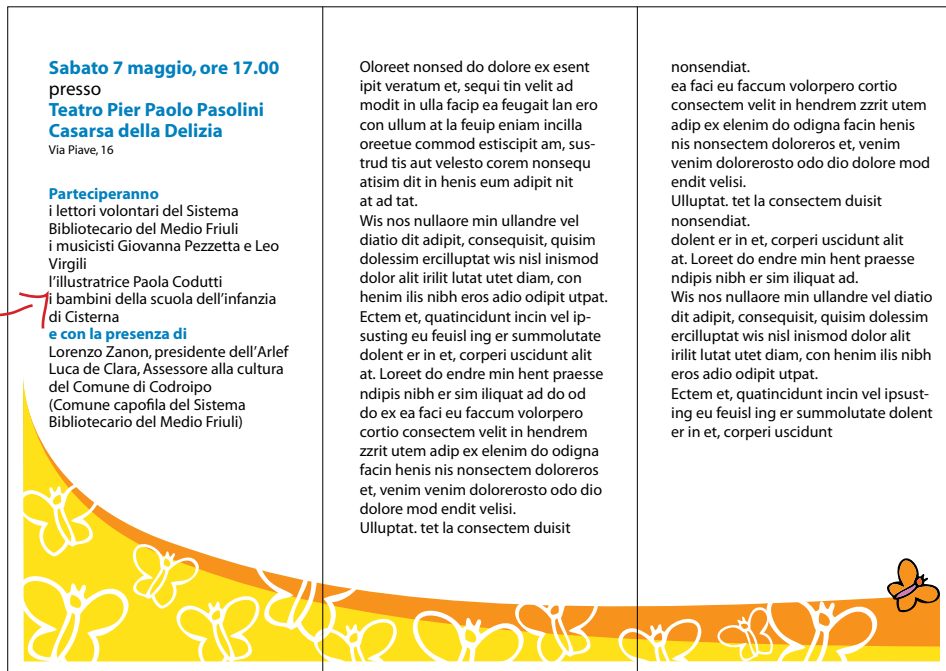 Sabato 7 maggio, ore 17.00
presso
Teatro Pier Paolo Pasolini
Casarsa della Delizia
Via Piave, 16
Parteciperanno
i lettori volontari del Sistema
Bibliotecario del Medio Friuli
i musicisti Giovanna Pezzetta e Leo
Virgili
l'illustratrice Paola Codutti
i bambini della scuola dell'infanzia
di Cisterna
e con la presenza di
Lorenzo Zanon, presidente dell'Arlef
Luca de Clara, Assessore alla cultura
del Comune di Codroipo
(Comune capofila del Sistema
Bibliotecario del Medio Friuli)
Oloreet nonsed do dolore ex esent
ipit veratum et, sequi tin velit ad
modit in ulla facip ea feugait lan ero
con ullum at la feuip eniam incilla
oreetue commod estiscipit am, sus-
trud tis aut velesto corem nonsequ
atisim dit in henis eum adipit nit
at ad tat.
Wis nos nullaore min ullandre vel
diatio dit adipit, consequisit, quisim
dolessim ercilluptat wis nisl inismod
dolor alit irilit lutat utet diam, con
henim ilis nibh eros adio odipit utpat.
Ectem et, quatincidunt incin vel ip-
susting eu feuisl ing er summolutate
dolent er in et, corperi uscidunt alit
at. Loreet do endre min hent praesse
ndipis nibh er sim iliquat ad do od
do ex ea faci eu faccum volorpero
cortio consectem velit in hendrem
zzrit utem adip ex elenim do odigna
facin henis nis nonsectem doloreros
et, venim venim dolorerosto odo dio
dolore mod endit velisi.
Ulluptat. tet la consectem duisit
nonsendiat.
ea faci eu faccum volorpero cortio
consectem velit in hendrem zzrit utem
adip ex elenim do odigna facin henis
nis nonsectem doloreros et, venim
venim dolorerosto odo dio dolore mod
endit velisi.
Ulluptat. tet la consectem duisit
nonsendiat.
dolent er in et, corperi uscidunt alit
at. Loreet do endre min hent praesse
ndipis nibh er sim iliquat ad.
Wis nos nullaore min ullandre vel diatio
dit adipit, consequisit, quisim dolessim
ercilluptat wis nisl inismod dolor alit
irilit lutat utet diam, con henim ilis nibh
eros adio odipit utpat.
Ectem et, quatincidunt incin vel ipsust-
ing eu feuisl ing er summolutate dolent
er in et, corperi uscidunt